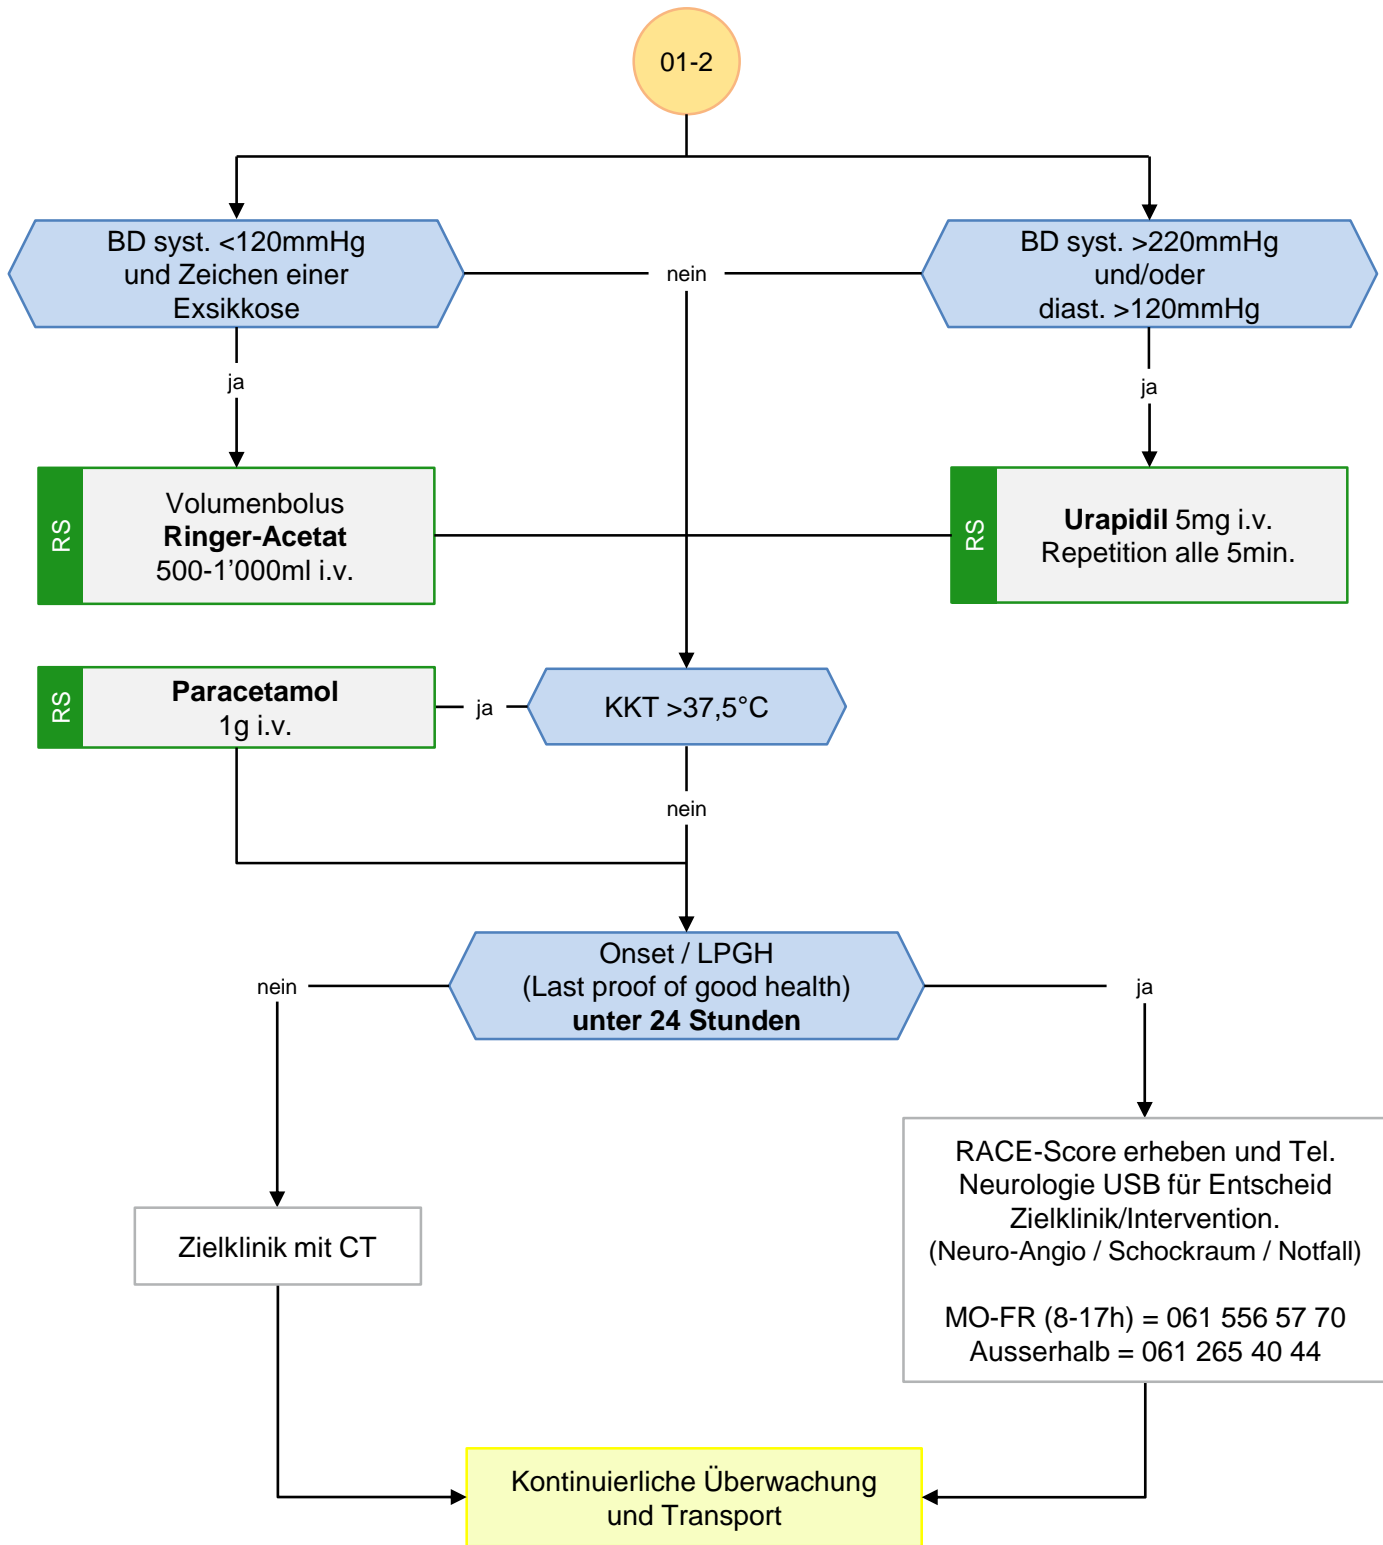 01-2
BD syst. <120mmHg
und Zeichen einer
Exsikkose
nein
BD syst. >220mmHg
und/oder
diast. >120mmHg
ja
ja
RS
Volumenbolus
Ringer-Acetat
500-1’000ml i.v.
RS
Urapidil 5mg i.v.
Repetition alle 5min.
RS
Paracetamol
1g i.v.
ja
KKT >37,5°C
nein
Onset / LPGH
(Last proof of good health)
unter 24 Stunden
nein
ja
Zielklinik mit CT
RACE-Score erheben und Tel.
Neurologie USB für Entscheid
Zielklinik/Intervention.
(Neuro-Angio / Schockraum / Notfall)
MO-FR (8-17h) = 061 556 57 70
Ausserhalb = 061 265 40 44
Kontinuierliche Überwachung
und Transport